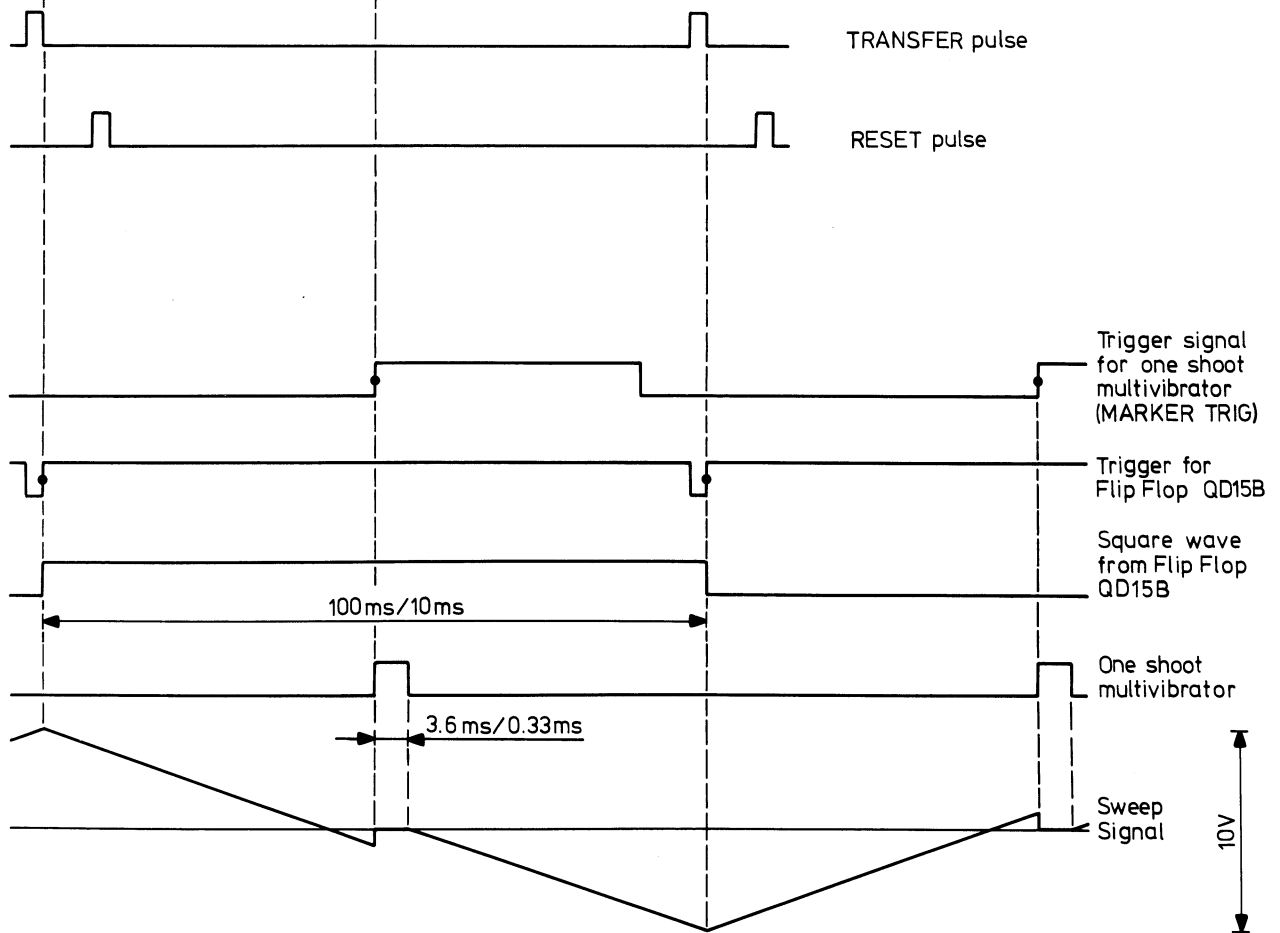 TRANSFER pulse
RESET pulse
Trigger signal
for one shoot
multivibrator
(MARKER TRIG)
Trigger for
Flip Flop QD15B
Square wave
from Flip Flop
QD15B
100ms/10ms
One shoot
multivibrator
3.6ms/0.33ms
Sweep
Signal
10V